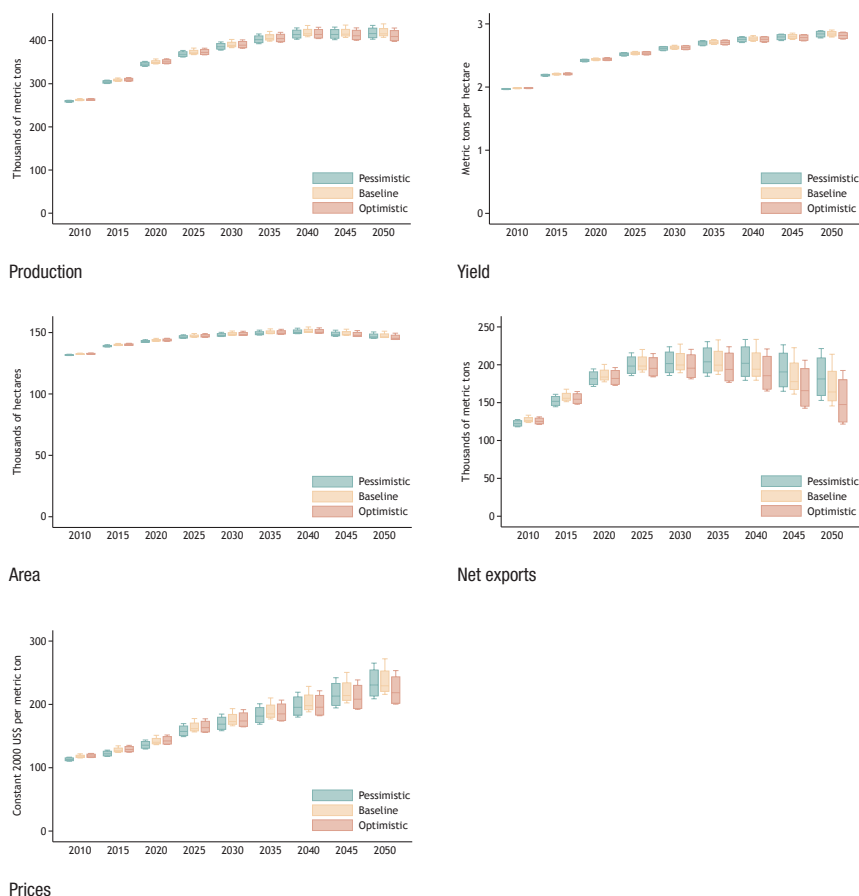 Thousands of metric tons
400
300
200
100
0
Pessimistic
Baseline
Optimistic
2010 2015 2020 2025 2030 2035 2040 2045 2050
Production
Metric tons per hectare
3
2
1
0
Pessimistic
Baseline
Optimistic
2010 2015 2020 2025 2030 2035 2040 2045 2050
Yield
Thousands of hectares
150
100
50
0
Pessimistic
Baseline
Optimistic
2010 2015 2020 2025 2030 2035 2040 2045 2050
Area
Thousands of metric tons
250
200
150
100
50
0
Pessimistic
Baseline
Optimistic
2010 2015 2020 2025 2030 2035 2040 2045 2050
Net exports
Constant 2000 US$ per metric ton
300
200
100
0
Pessimistic
Baseline
Optimistic
2010 2015 2020 2025 2030 2035 2040 2045 2050
Prices